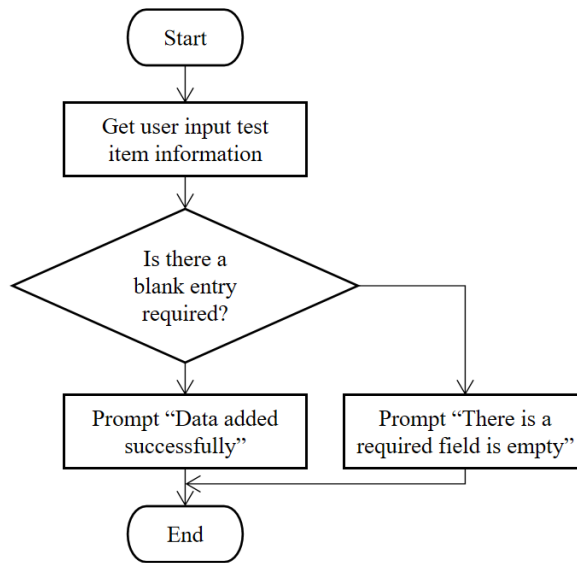 Start
Get user input test
item information
Is there a
blank entry
required?
Prompt “Data added
successfully”
Prompt “There is a
required field is empty”
End